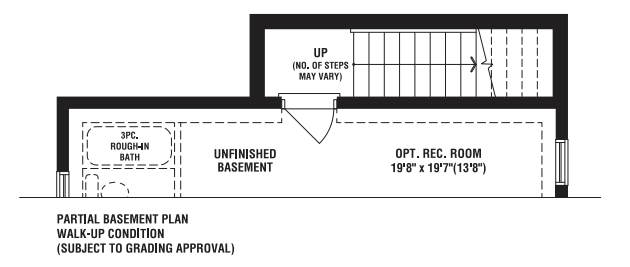 UP
(NO. OF STEPS
MAY VARY)
3PC.
ROUGH-IN
BATH
UNFINISHED
BASEMENT
OPT. REC. ROOM
19'8" x 19'7"(13'8")
PARTIAL BASEMENT PLAN
WALK-UP CONDITION
(SUBJECT TO GRADING APPROVAL)